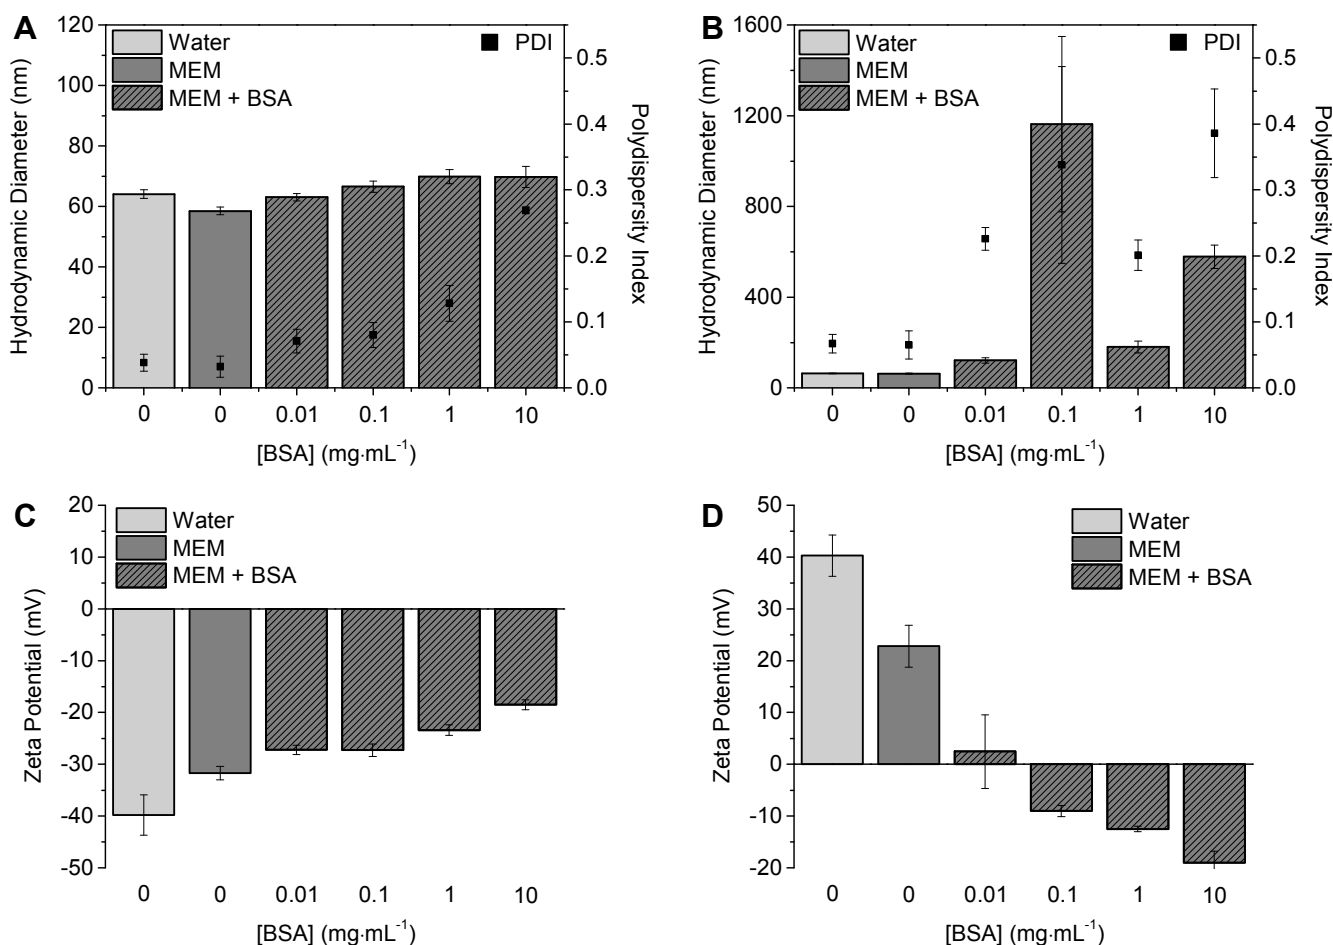 A
Water
MEM
MEM + BSA
PDI
Hydrodynamic Diameter (nm)
120
100
80
60
40
20
0
0.5
0.4
0.3
0.2
0.1
0.0
Polydispersity Index
0 0 0.01 0.1 1 10
[BSA] (mg·mL⁻¹)
B
Water
MEM
MEM + BSA
PDI
Hydrodynamic Diameter (nm)
1600
1200
800
400
0
0.5
0.4
0.3
0.2
0.1
0.0
Polydispersity Index
0 0 0.01 0.1 1 10
[BSA] (mg·mL⁻¹)
C
Water
MEM
MEM + BSA
Zeta Potential (mV)
20
10
0
-10
-20
-30
-40
-50
0 0 0.01 0.1 1 10
[BSA] (mg·mL⁻¹)
D
Water
MEM
MEM + BSA
Zeta Potential (mV)
50
40
30
20
10
0
-10
-20
0 0 0.01 0.1 1 10
[BSA] (mg·mL⁻¹)